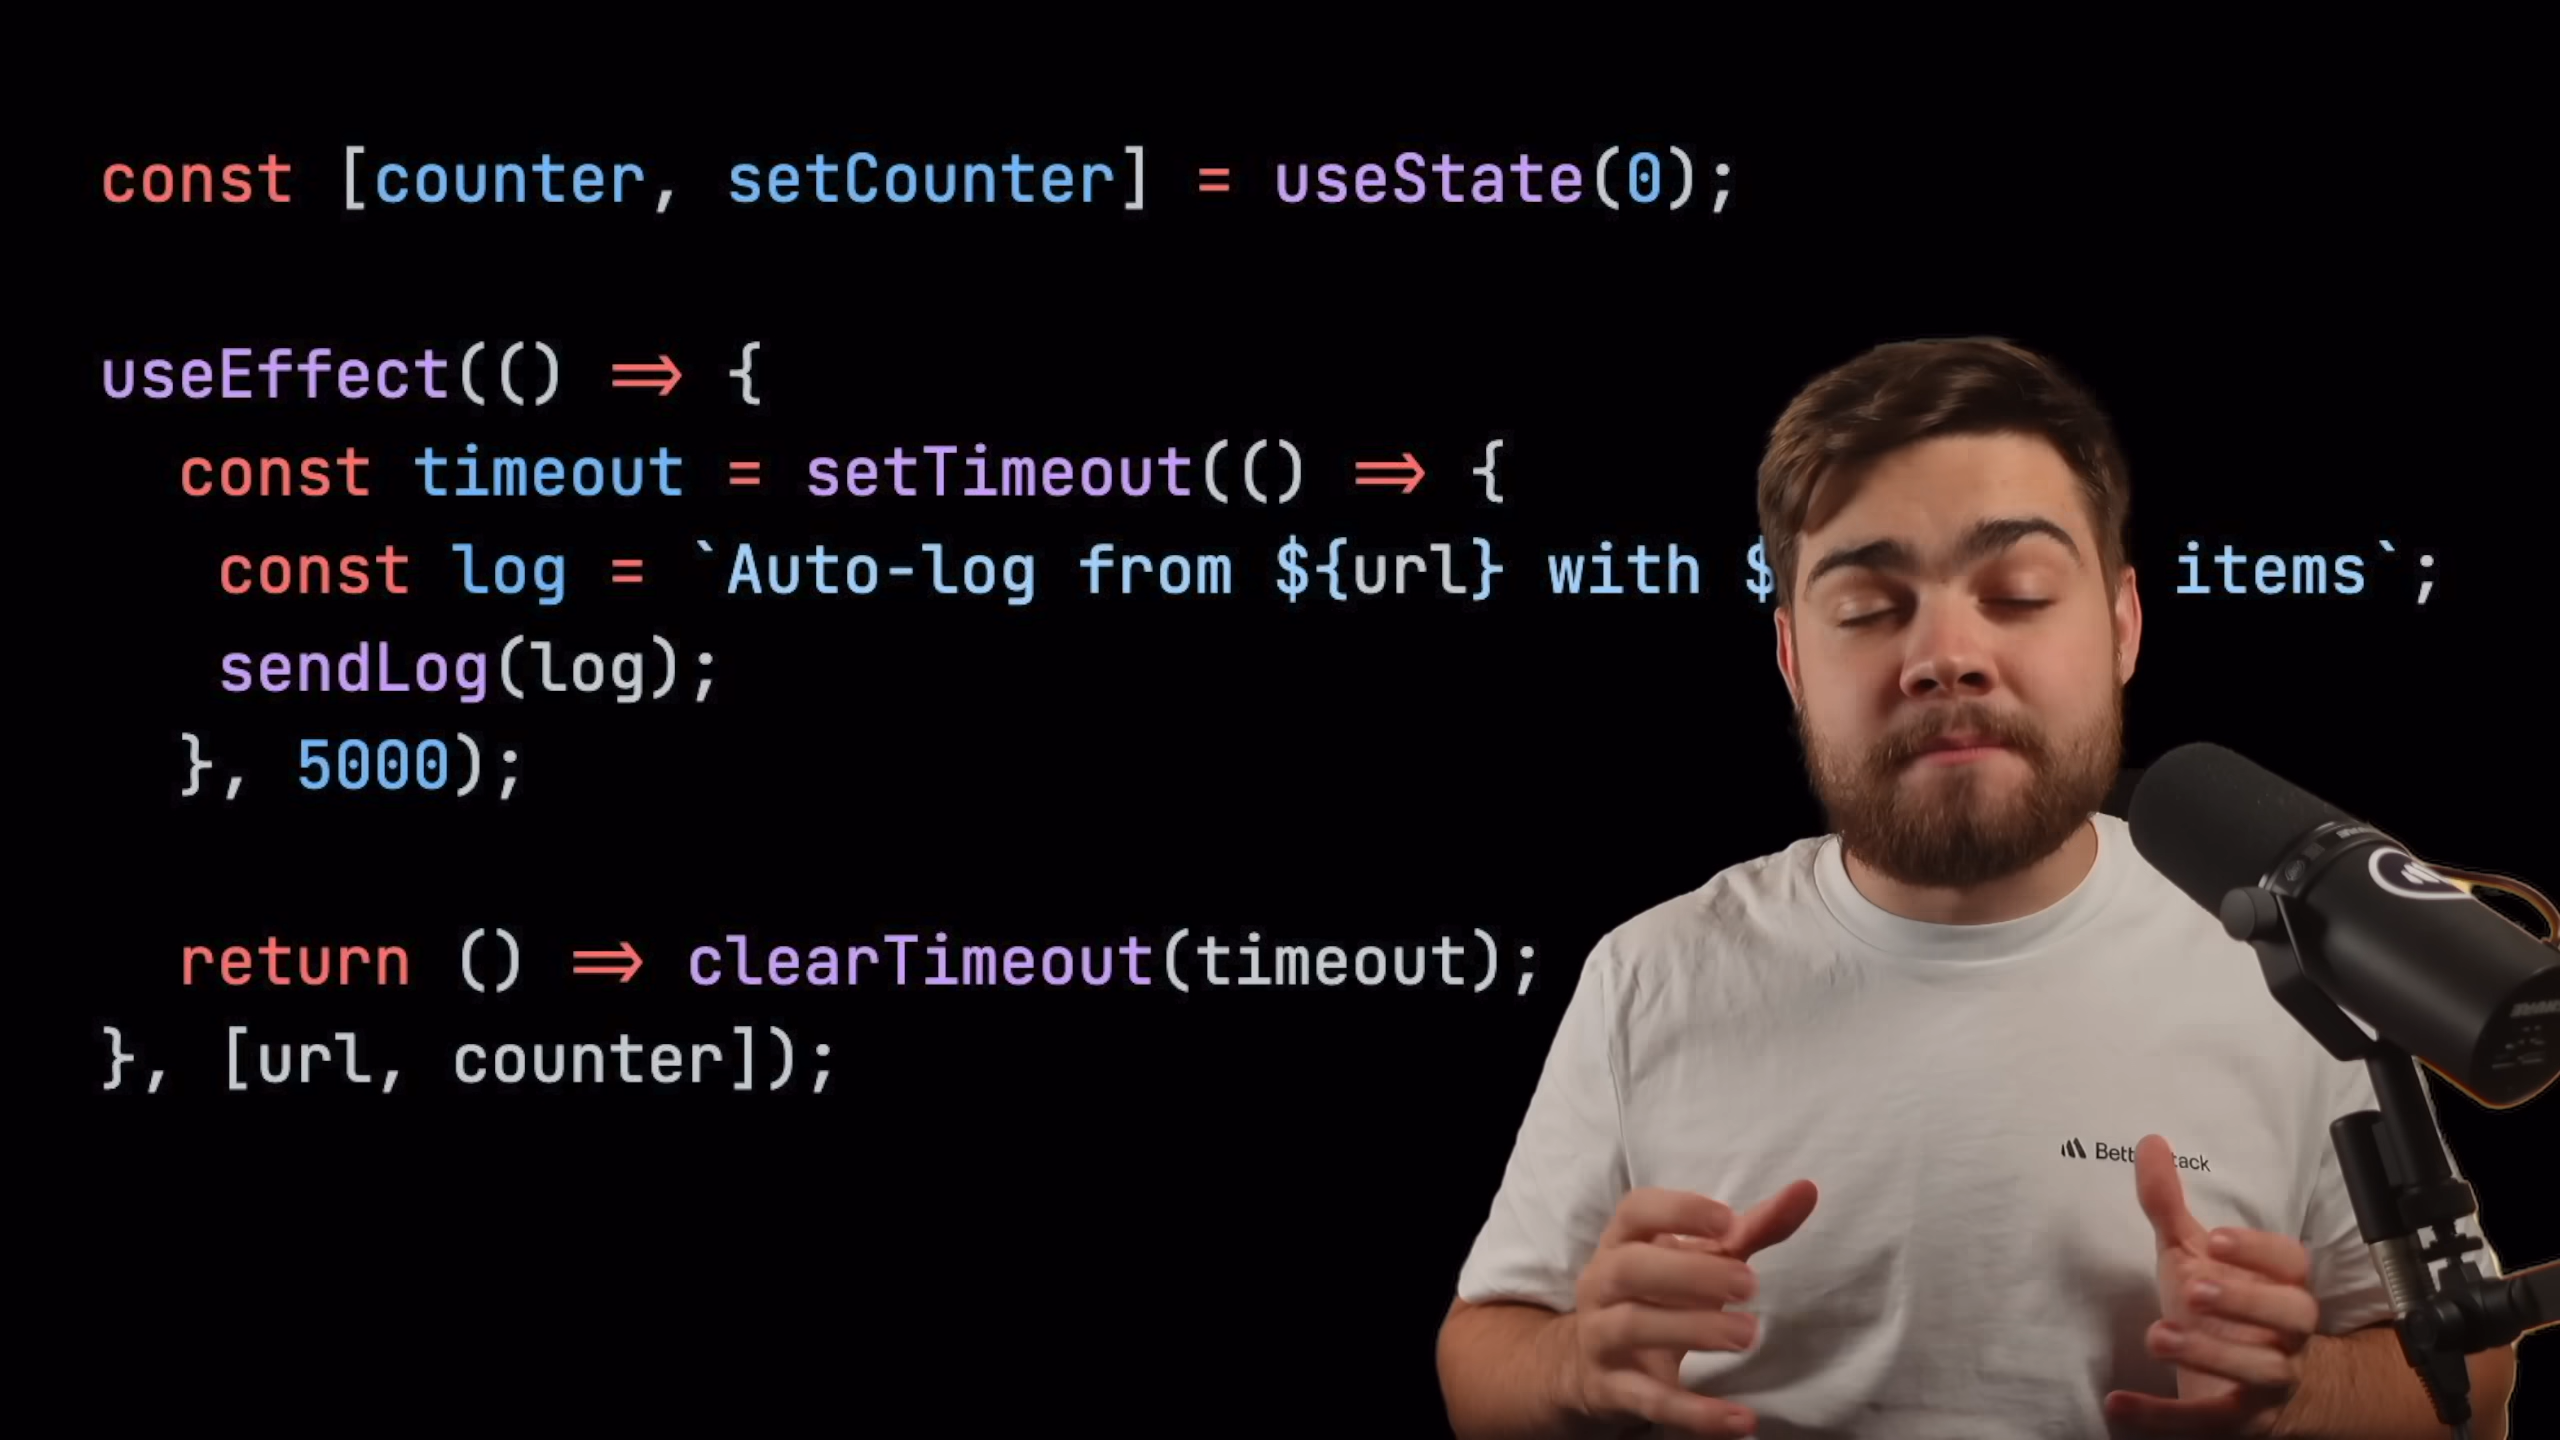 const [counter, setCounter] = useState(0);
useEffect(() => {
const timeout = setTimeout(() => {
const log = `Auto-log from ${url} with $ items`;
sendLog(log);
}, 5000);
return () => clearTimeout(timeout);
}, [url, counter]);